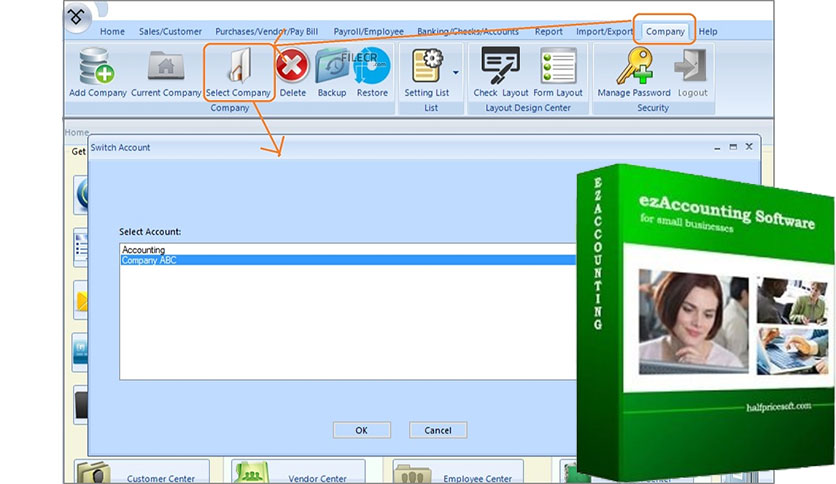 Home Sales/Customer Purchases/Vendor/Pay Bill Payroll/Employee Banking/Checks/Accounts Report Import/Export Company Help
FILECR
.com
Add Company Current Company Select Company Delete Backup Restore Setting List Check Layout Form Layout Manage Password Logout
Company List Layout Design Center Security
Home
Get
Switch Account
Select Account:
Accounting
Company ABC
OK Cancel
Customer Center Vendor Center Employee Center
EZACCOUNTING
ezAccounting Software
for small businesses
halfpricesoft.com